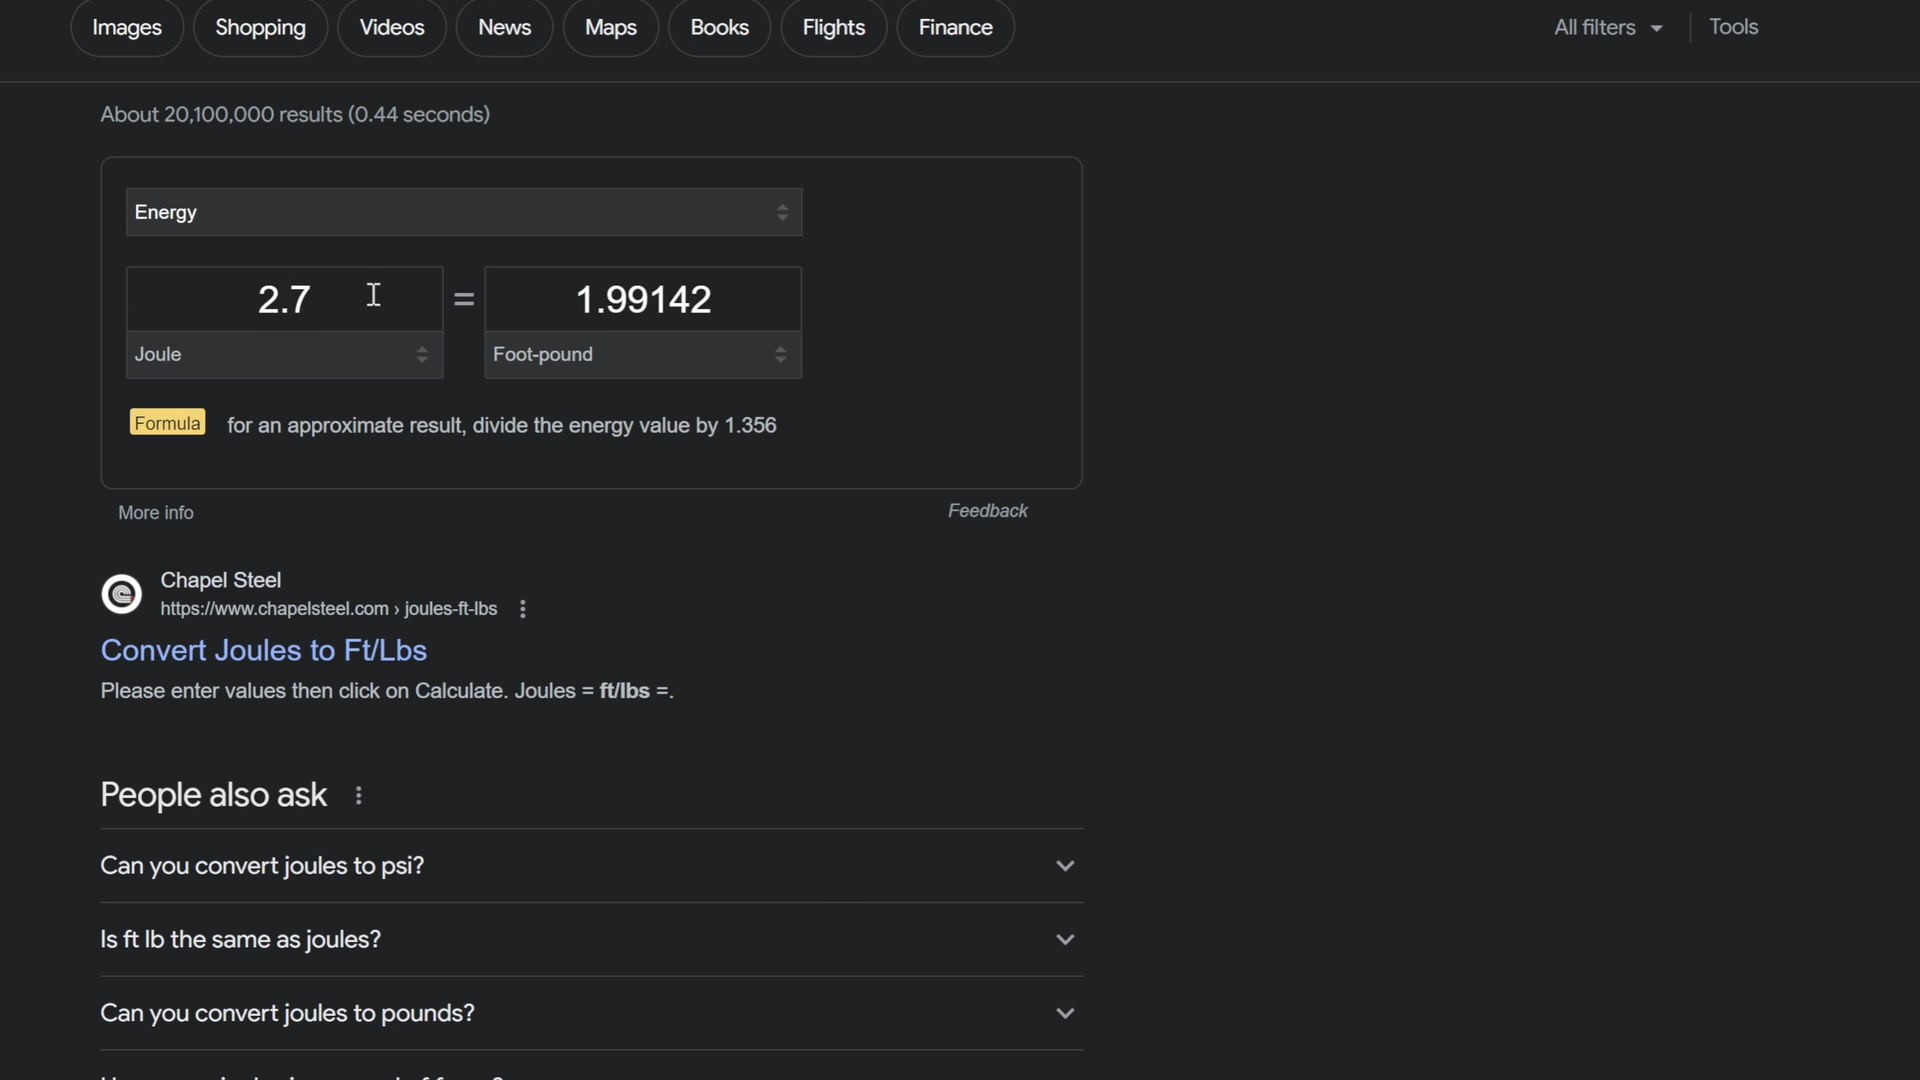 Images Shopping Videos News Maps Books Flights Finance All filters Tools
About 20,100,000 results (0.44 seconds)
Energy
2.7 = 1.99142
Joule Foot-pound
Formula for an approximate result, divide the energy value by 1.356
More info Feedback
Chapel Steel
https://www.chapelsteel.com › joules-ft-lbs
Convert Joules to Ft/Lbs
Please enter values then click on Calculate. Joules = ft/lbs =.
People also ask
Can you convert joules to psi?
Is ft lb the same as joules?
Can you convert joules to pounds?